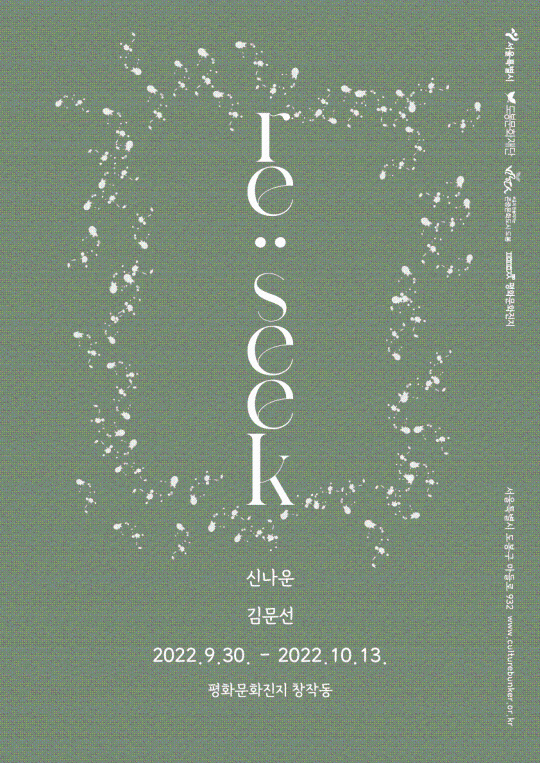 re
:
seek
신나운
김문선
2022.9.30. - 2022.10.13.
평화문화진지 창작동
서울특별시
도봉문화재단
평화문화진지
서울특별시 도봉구 마들로 932 www.culturebunker.or.kr